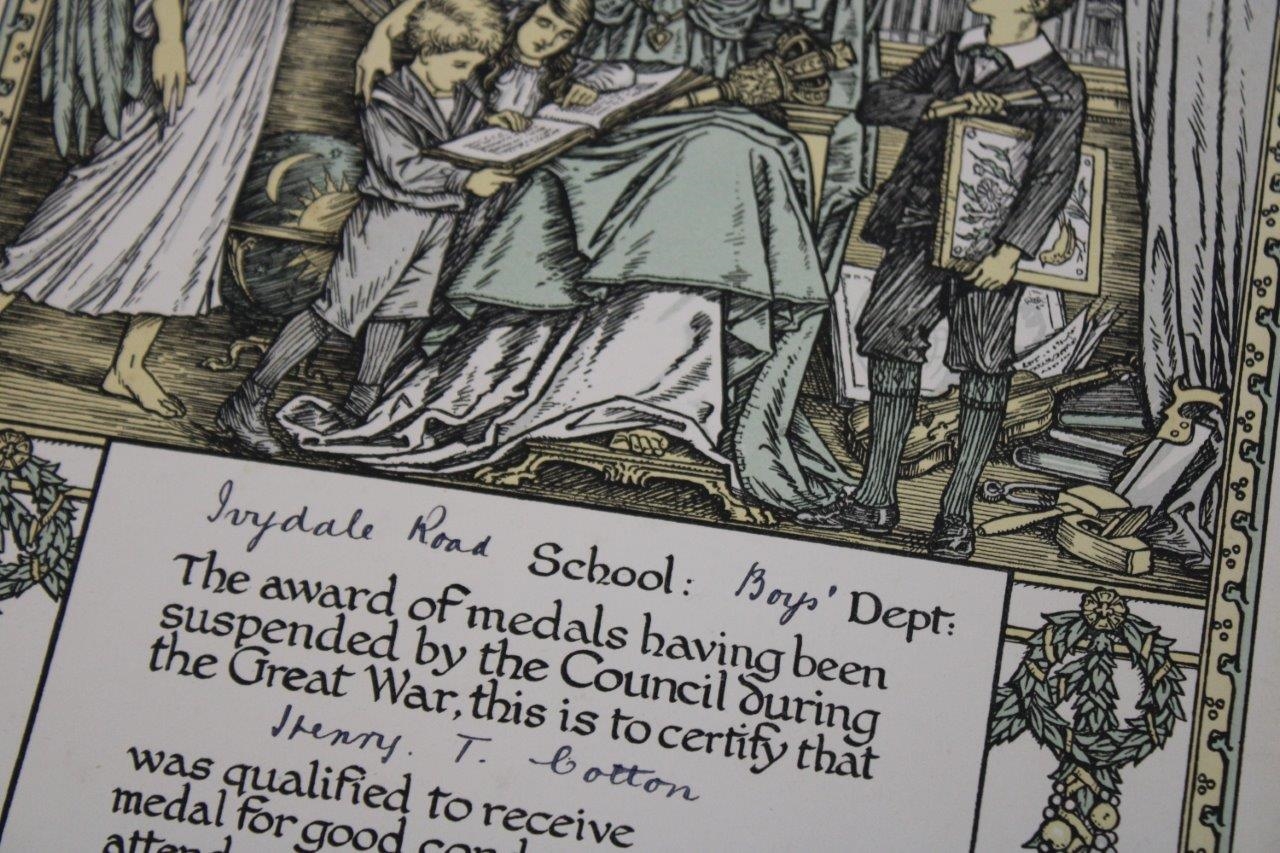 Ivydale Road School: Boys' Dept:
The award of medals having been
suspended by the Council during
the Great War, this is to certify that
Henry. T. Cotton
was qualified to receive
medal for good